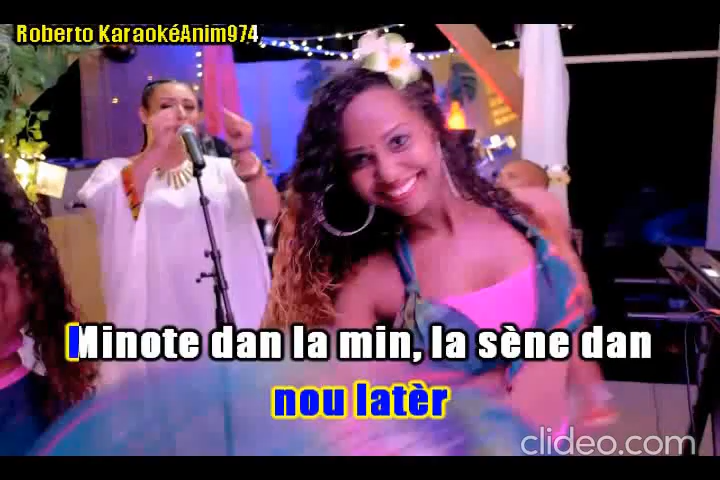 Roberto KaraokéAnim974
Minote dan la min, la sène dan
nou latèr
clideo.com